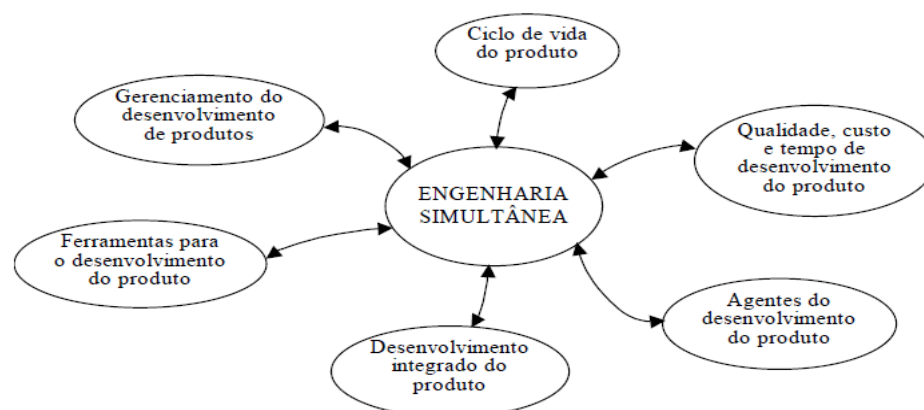 Ciclo de vida
do produto
Gerenciamento do
desenvolvimento
de produtos
Qualidade, custo
e tempo de
desenvolvimento
do produto
ENGENHARIA
SIMULTÂNEA
Ferramentas para
o desenvolvimento
do produto
Agentes do
desenvolvimento
do produto
Desenvolvimento
integrado do
produto